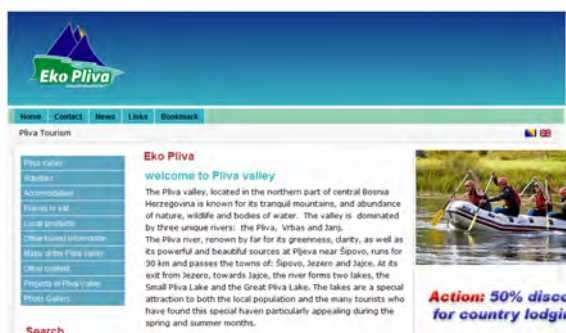 Eko Pliva
Home Contact News Links Bookmark
Pliva Tourism
Pliva valley
Activities
Accommodation
Places to eat
Local products
Other tourist information
Maps of the Pliva Valley
Other content
Projects in Pliva Valley
Photo Gallery
Search
Eko Pliva
welcome to Pliva valley
The Pliva valley, located in the northern part of central Bosnia
Herzegovina is known for its tranquil mountains, and abundance
of nature, wildlife and bodies of water. The valley is dominated
by three unique rivers: the Pliva, Vrbas and Janj.
The Pliva river, renown by far for its greenness, clarity, as well as
its powerful and beautiful sources at Pljeva near Šipovo, runs for
30 km and passes the towns of: Šipovo, Jezero and Jajce. At its
exit from Jezero, towards Jajce, the river forms two lakes, the
Small Pliva Lake and the Great Pliva Lake. The lakes are a special
attraction to both the local population and the many tourists who
have found this special haven particularly appealing during the
spring and summer months.
Action: 50% disco
for country lodgin